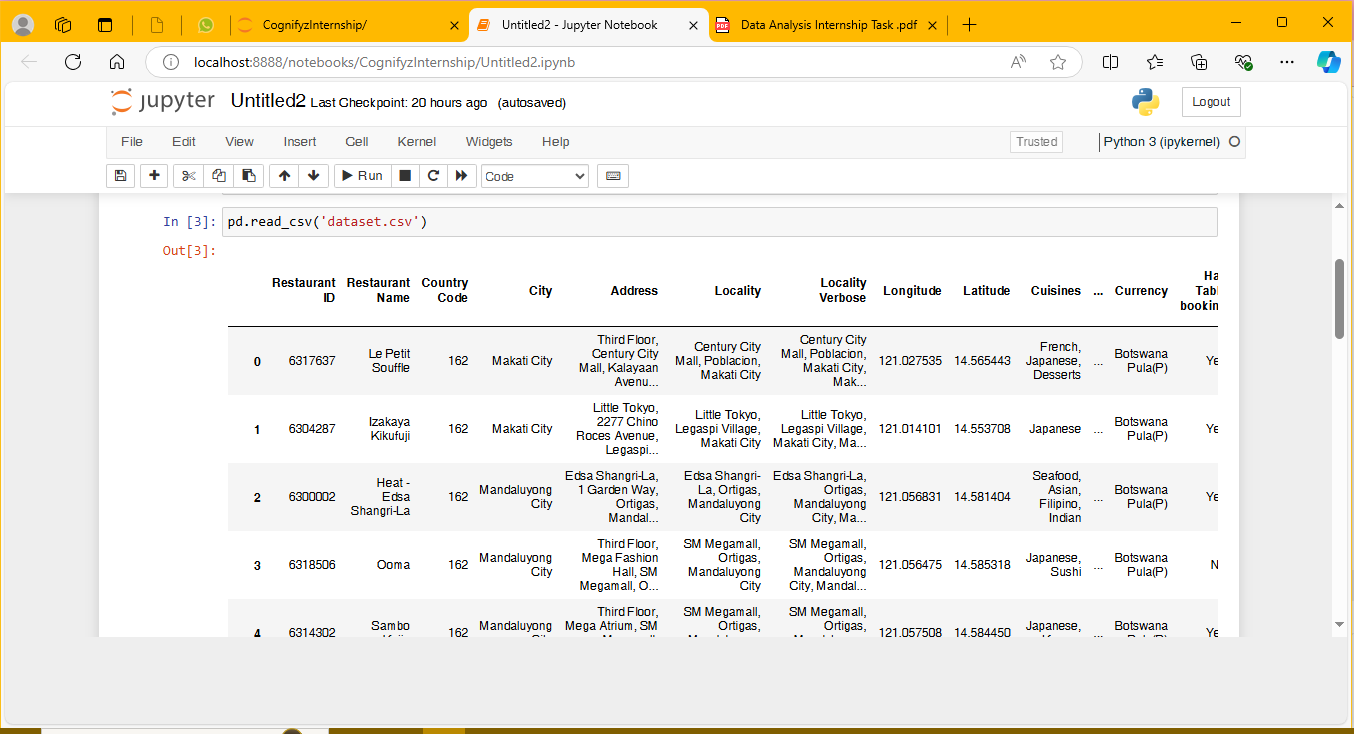 CognifyzInternship/
Untitled2 - Jupyter Notebook
Data Analysis Internship Task .pdf
localhost:8888/notebooks/CognifyzInternship/Untitled2.ipynb
jupyter Untitled2 Last Checkpoint: 20 hours ago (autosaved)
Logout
File Edit View Insert Cell Kernel Widgets Help
Trusted
Python 3 (ipykernel)
Run
Code
In [3]: pd.read_csv('dataset.csv')
Out[3]:
Restaurant ID Restaurant Name Country Code City Address Locality Locality Verbose Longitude Latitude Cuisines ... Currency Ha Tabl bookin
0 6317637 Le Petit Souffle 162 Makati City Third Floor, Century City Mall, Kalayaan Avenu... Century City Mall, Poblacion, Makati City Century City Mall, Poblacion, Makati City, Mak... 121.027535 14.565443 French, Japanese, Desserts ... Botswana Pula(P) Ye
1 6304287 Izakaya Kikufuji 162 Makati City Little Tokyo, 2277 Chino Roces Avenue, Legaspi... Little Tokyo, Legaspi Village, Makati City Little Tokyo, Legaspi Village, Makati City, Ma... 121.014101 14.553708 Japanese ... Botswana Pula(P) Ye
2 6300002 Heat - Edsa Shangri-La 162 Mandaluyong City Edsa Shangri-La, 1 Garden Way, Ortigas, Mandal... Edsa Shangri-La, Ortigas, Mandaluyong City Edsa Shangri-La, Ortigas, Mandaluyong City, Ma... 121.056831 14.581404 Seafood, Asian, Filipino, Indian ... Botswana Pula(P) Ye
3 6318506 Ooma 162 Mandaluyong City Third Floor, Mega Fashion Hall, SM Megamall, O... SM Megamall, Ortigas, Mandaluyong City SM Megamall, Ortigas, Mandaluyong City, Mandal... 121.056475 14.585318 Japanese, Sushi ... Botswana Pula(P) N
4 6314302 Sambo 162 Mandaluyong Third Floor, Mega Atrium, SM SM Megamall, Ortigas, SM Megamall, Ortigas, 121.057508 14.584450 Japanese, ... Botswana Ye